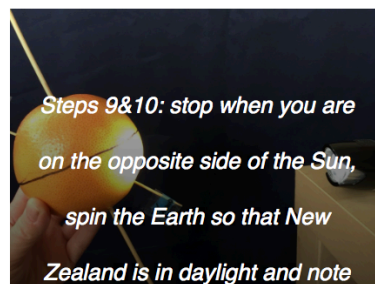 Steps 9&10: stop when you are
on the opposite side of the Sun,
spin the Earth so that New
Zealand is in daylight and note